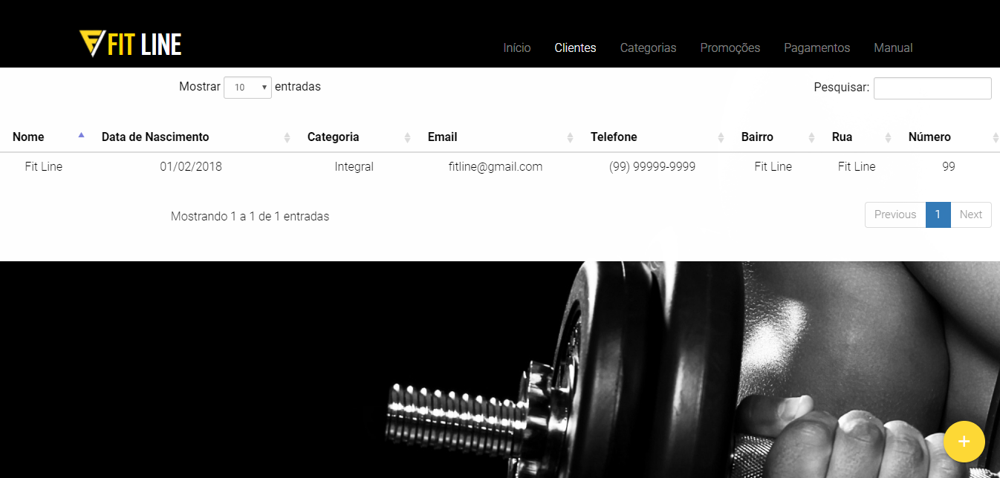 FIT LINE
Início Clientes Categorias Promoções Pagamentos Manual
Mostrar 10 entradas Pesquisar:
Nome Data de Nascimento Categoria Email Telefone Bairro Rua Número
Fit Line 01/02/2018 Integral fitline@gmail.com (99) 99999-9999 Fit Line Fit Line 99
Mostrando 1 a 1 de 1 entradas Previous 1 Next
+